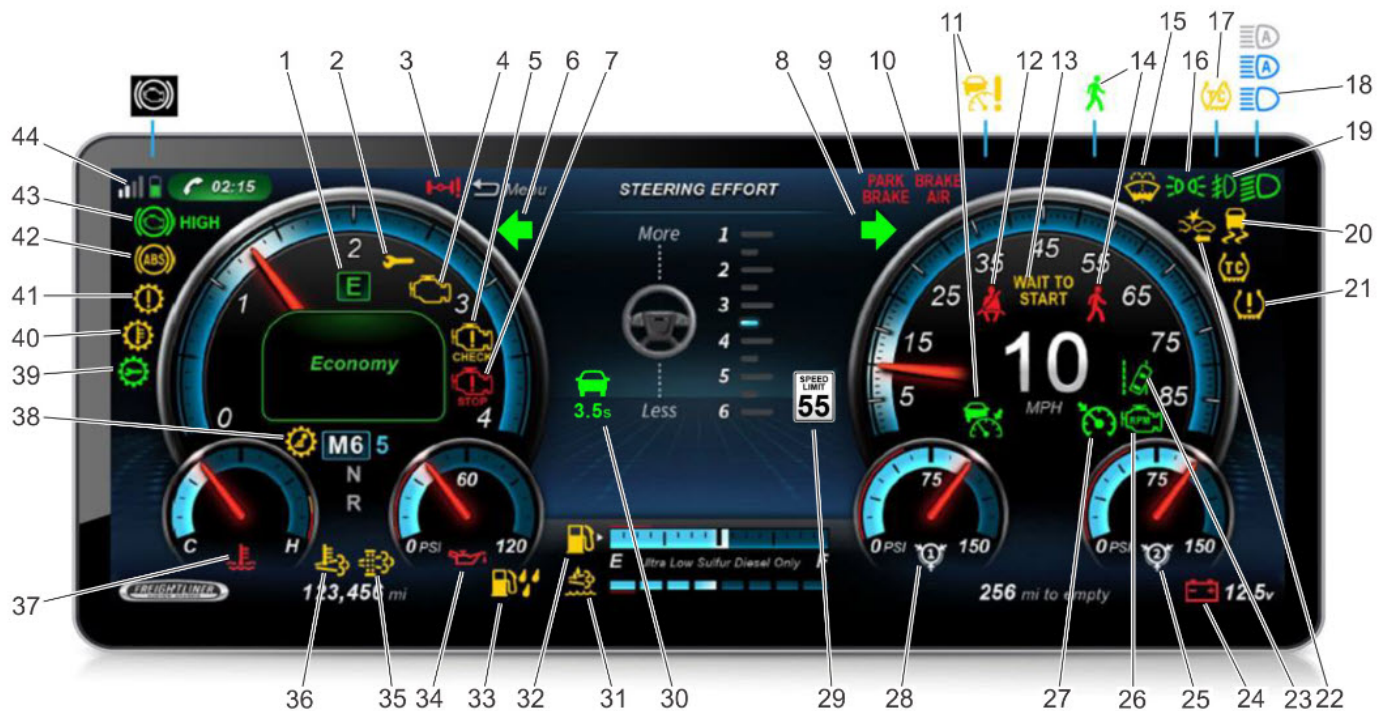 1 2 3 4 5 6 7 8 9 10 11 12 13 14 15 16 17 18
A
A
T/C
44 02:15 Menu STEERING EFFORT PARK BRAKE BRAKE AIR 19
43 HIGH
42 ABS
41
40
39
38
37
E
Economy
0 1 2 3 4
CHECK
STOP
M6 5
N
R
C H
0 PSI 60 120
FREIGHTLINER
123,456 mi
More
Less
1
2
3
4
5
6
3.5s
SPEED
LIMIT
55
E Ultra Low Sulfur Diesel Only F
WAIT TO
START
5 15 25 35 45 55 65 75 85
10
MPH
RPM
TC
20
21
0 PSI 75 150
1
0 PSI 75 150
2
256 mi to empty
12.5v
36 35 34 33 32 31 30 29 28 27 26 25 24 23 22